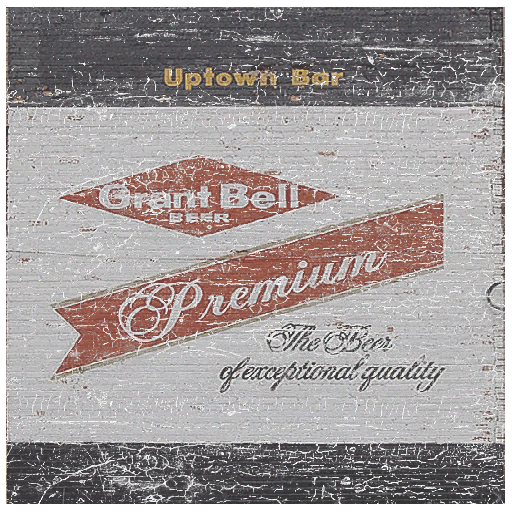 Uptown Bar
Grant Bell
BEER
Premium
The Beer
of exceptional quality